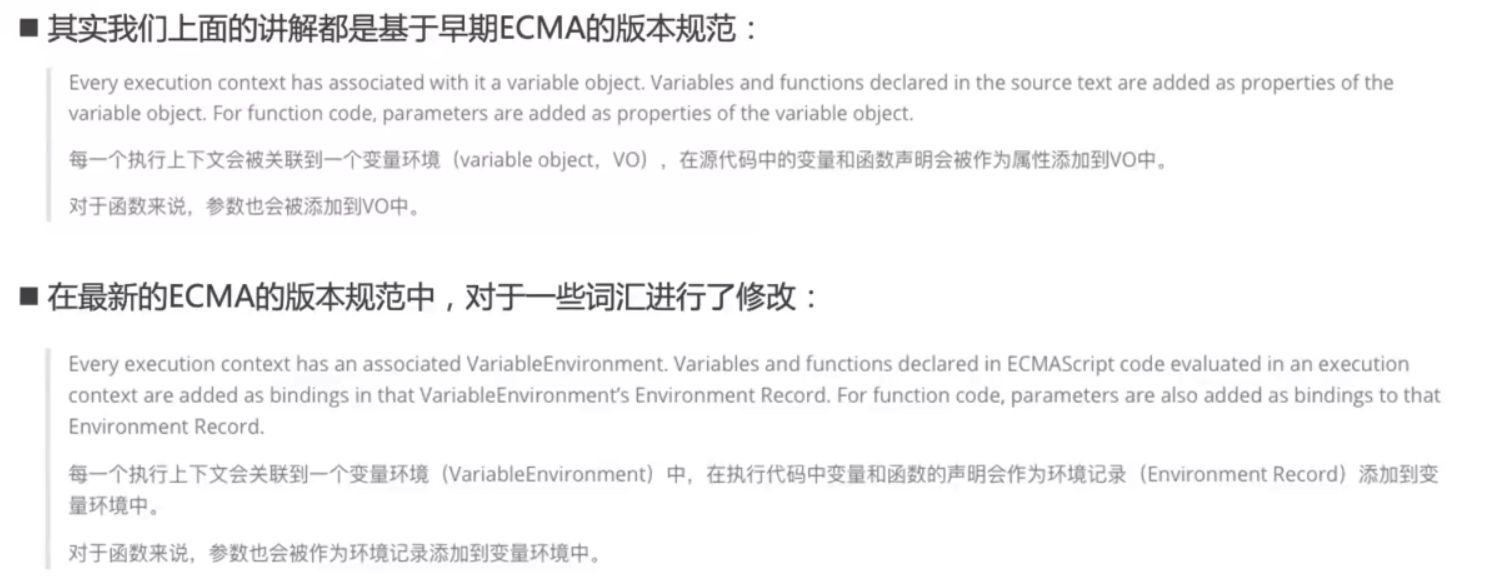 ■ 其实我们上面的讲解都是基于早期ECMA的版本规范：
Every execution context has associated with it a variable object. Variables and functions declared in the source text are added as properties of the
variable object. For function code, parameters are added as properties of the variable object.
每一个执行上下文会被关联到一个变量环境（variable object，VO），在源代码中的变量和函数声明会被作为属性添加到VO中。
对于函数来说，参数也会被添加到VO中。
■ 在最新的ECMA的版本规范中，对于一些词汇进行了修改：
Every execution context has an associated VariableEnvironment. Variables and functions declared in ECMAScript code evaluated in an execution
context are added as bindings in that VariableEnvironment's Environment Record. For function code, parameters are also added as bindings to that
Environment Record.
每一个执行上下文会关联到一个变量环境（VariableEnvironment）中，在执行代码中变量和函数的声明会作为环境记录（Environment Record）添加到变
量环境中。
对于函数来说，参数也会被作为环境记录添加到变量环境中。